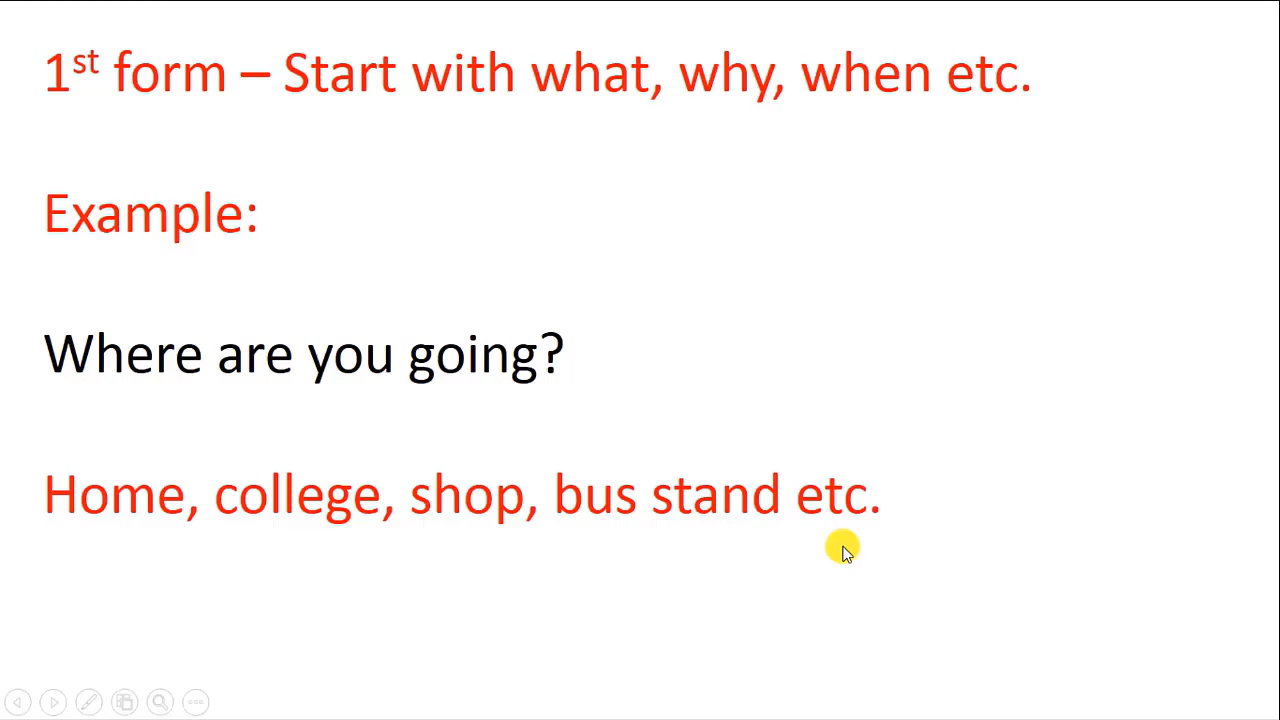 1st form – Start with what, why, when etc.
Example:
Where are you going?
Home, college, shop, bus stand etc.